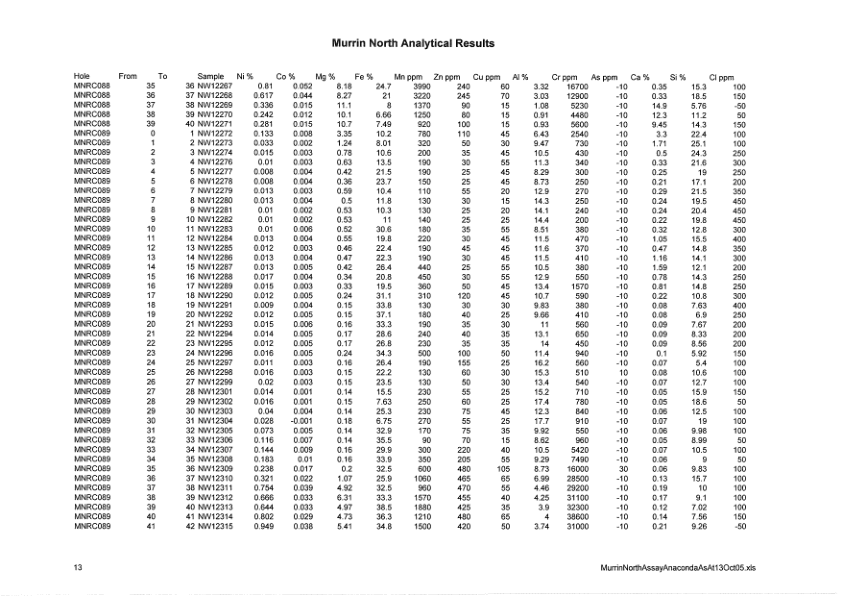 Murrin North Analytical Results
Hole From To Sample Ni % Co % Mg % Fe % Mn ppm Zn ppm Cu ppm Al % Cr ppm As ppm Ca % Si % Cl ppm
MNRC088 35 36 NW12267 0.81 0.052 8.18 24.7 3990 240 60 3.32 16700 -10 0.35 15.3 100
MNRC088 36 37 NW12268 0.617 0.044 8.27 21 3220 245 70 3.03 12900 -10 0.33 18.5 150
MNRC088 37 38 NW12269 0.336 0.015 11.1 8 1370 90 15 1.08 5230 -10 14.9 5.76 -50
MNRC088 38 39 NW12270 0.242 0.012 10.1 6.66 1250 80 15 0.91 4480 -10 12.3 11.2 50
MNRC088 39 40 NW12271 0.281 0.015 10.7 7.49 920 100 15 0.93 5600 -10 9.45 14.3 150
MNRC089 0 1 NW12272 0.133 0.008 3.35 10.2 780 110 45 6.43 2540 -10 3.3 22.4 100
MNRC089 1 2 NW12273 0.033 0.002 1.24 8.01 320 50 30 9.47 730 -10 1.71 25.1 100
MNRC089 2 3 NW12274 0.015 0.003 0.78 10.6 200 35 45 10.5 430 -10 0.5 24.3 250
MNRC089 3 4 NW12276 0.01 0.003 0.63 13.5 190 30 55 11.3 340 -10 0.33 21.6 300
MNRC089 4 5 NW12277 0.008 0.004 0.42 21.5 190 25 45 8.29 300 -10 0.25 19 250
MNRC089 5 6 NW12278 0.008 0.004 0.36 23.7 150 25 45 8.73 250 -10 0.21 17.1 200
MNRC089 6 7 NW12279 0.013 0.003 0.59 10.4 110 55 20 12.9 270 -10 0.29 21.5 350
MNRC089 7 8 NW12280 0.013 0.004 0.5 11.8 130 30 15 14.3 250 -10 0.24 19.5 450
MNRC089 8 9 NW12281 0.01 0.002 0.53 10.3 130 25 20 14.1 240 -10 0.24 20.4 450
MNRC089 9 10 NW12282 0.01 0.002 0.53 11 140 25 25 14.4 200 -10 0.22 19.8 450
MNRC089 10 11 NW12283 0.01 0.006 0.52 30.6 180 35 55 8.51 380 -10 0.32 12.8 300
MNRC089 11 12 NW12284 0.013 0.004 0.55 19.8 220 30 45 11.5 470 -10 1.05 15.5 400
MNRC089 12 13 NW12285 0.012 0.003 0.46 22.4 190 45 45 11.6 370 -10 0.47 14.8 350
MNRC089 13 14 NW12286 0.013 0.004 0.47 22.3 190 30 45 11.5 410 -10 1.16 14.1 300
MNRC089 14 15 NW12287 0.013 0.005 0.42 26.4 440 25 55 10.5 380 -10 1.59 12.1 200
MNRC089 15 16 NW12288 0.017 0.004 0.34 20.8 450 30 55 12.9 550 -10 0.78 14.3 250
MNRC089 16 17 NW12289 0.015 0.003 0.33 19.5 360 50 45 13.4 1570 -10 0.81 14.8 250
MNRC089 17 18 NW12290 0.012 0.005 0.24 31.1 310 120 45 10.7 590 -10 0.22 10.8 300
MNRC089 18 19 NW12291 0.009 0.004 0.15 33.8 130 30 30 9.83 380 -10 0.08 7.63 400
MNRC089 19 20 NW12292 0.012 0.005 0.15 37.1 180 40 25 9.66 410 -10 0.08 6.9 250
MNRC089 20 21 NW12293 0.015 0.006 0.16 33.3 190 35 30 11 560 -10 0.09 7.67 200
MNRC089 21 22 NW12294 0.014 0.005 0.17 28.6 240 40 35 13.1 650 -10 0.09 8.33 200
MNRC089 22 23 NW12295 0.012 0.005 0.17 26.8 230 35 35 14 450 -10 0.09 8.56 200
MNRC089 23 24 NW12296 0.016 0.005 0.24 34.3 500 100 50 11.4 940 -10 0.1 5.92 150
MNRC089 24 25 NW12297 0.011 0.003 0.16 26.4 190 155 25 16.2 560 -10 0.07 5.4 100
MNRC089 25 26 NW12298 0.016 0.003 0.15 22.2 130 60 30 15.3 510 10 0.08 10.6 100
MNRC089 26 27 NW12299 0.02 0.003 0.15 23.5 130 50 30 13.4 540 -10 0.07 12.7 100
MNRC089 27 28 NW12301 0.014 0.001 0.14 15.5 230 55 25 15.2 710 -10 0.05 15.9 150
MNRC089 28 29 NW12302 0.016 0.001 0.15 7.63 250 60 25 17.4 780 -10 0.05 18.6 50
MNRC089 29 30 NW12303 0.04 0.004 0.14 25.3 230 75 45 12.3 840 -10 0.06 12.5 100
MNRC089 30 31 NW12304 0.028 -0.001 0.18 6.75 270 55 25 17.7 910 -10 0.07 19 100
MNRC089 31 32 NW12305 0.073 0.005 0.14 32.9 170 75 35 9.92 550 -10 0.06 9.98 100
MNRC089 32 33 NW12306 0.116 0.007 0.14 35.5 90 70 15 8.62 960 -10 0.05 8.99 50
MNRC089 33 34 NW12307 0.144 0.009 0.16 29.9 300 220 40 10.5 5420 -10 0.07 10.5 100
MNRC089 34 35 NW12308 0.183 0.01 0.16 33.9 350 205 55 9.29 7490 -10 0.06 9 50
MNRC089 35 36 NW12309 0.238 0.017 0.2 32.5 600 480 105 8.73 16000 30 0.06 9.83 100
MNRC089 36 37 NW12310 0.321 0.022 1.07 25.9 1060 465 65 6.99 28500 -10 0.13 15.7 100
MNRC089 37 38 NW12311 0.754 0.039 4.92 32.5 960 470 55 4.46 29200 -10 0.19 10 100
MNRC089 38 39 NW12312 0.666 0.033 6.31 33.3 1570 455 40 4.25 31100 -10 0.17 9.1 100
MNRC089 39 40 NW12313 0.644 0.033 4.97 38.5 1880 425 35 3.9 32300 -10 0.12 7.02 100
MNRC089 40 41 NW12314 0.802 0.029 4.73 36.3 1210 480 65 4 38600 -10 0.14 7.56 150
MNRC089 41 42 NW12315 0.949 0.038 5.41 34.8 1500 420 50 3.74 31000 -10 0.21 9.26 -50
13 MurrinNorthAssayAnacondaAsAt13Oct05.xls